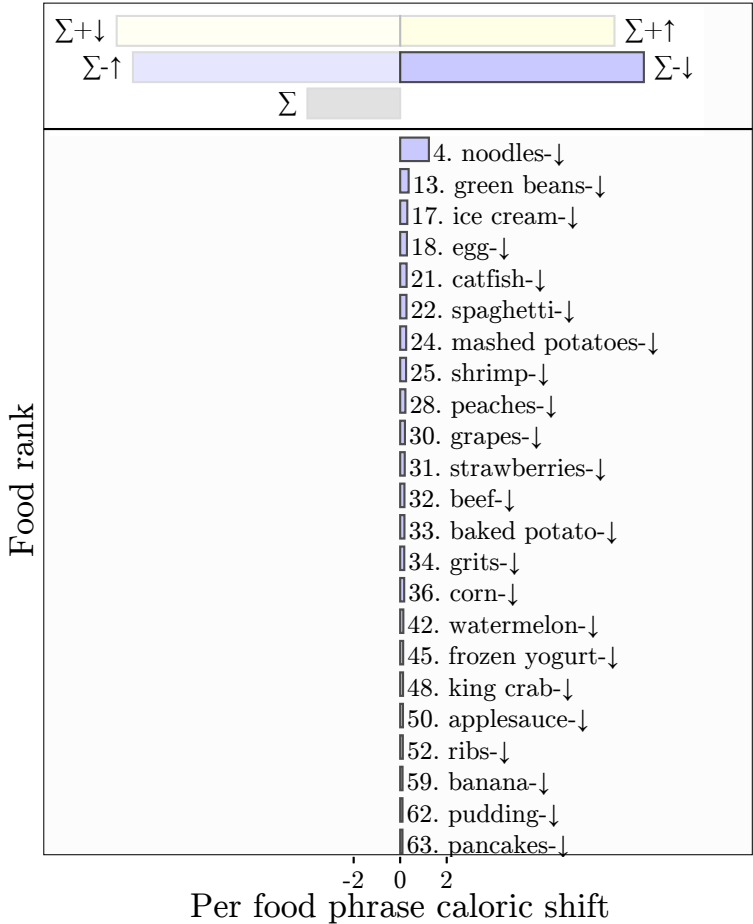 Σ+↓ Σ+↑
Σ-↑ Σ-↓
Σ
4. noodles-↓
13. green beans-↓
17. ice cream-↓
18. egg-↓
21. catfish-↓
22. spaghetti-↓
24. mashed potatoes-↓
25. shrimp-↓
28. peaches-↓
30. grapes-↓
31. strawberries-↓
32. beef-↓
33. baked potato-↓
34. grits-↓
36. corn-↓
42. watermelon-↓
45. frozen yogurt-↓
48. king crab-↓
50. applesauce-↓
52. ribs-↓
59. banana-↓
62. pudding-↓
63. pancakes-↓
Food rank
-2 0 2
Per food phrase caloric shift